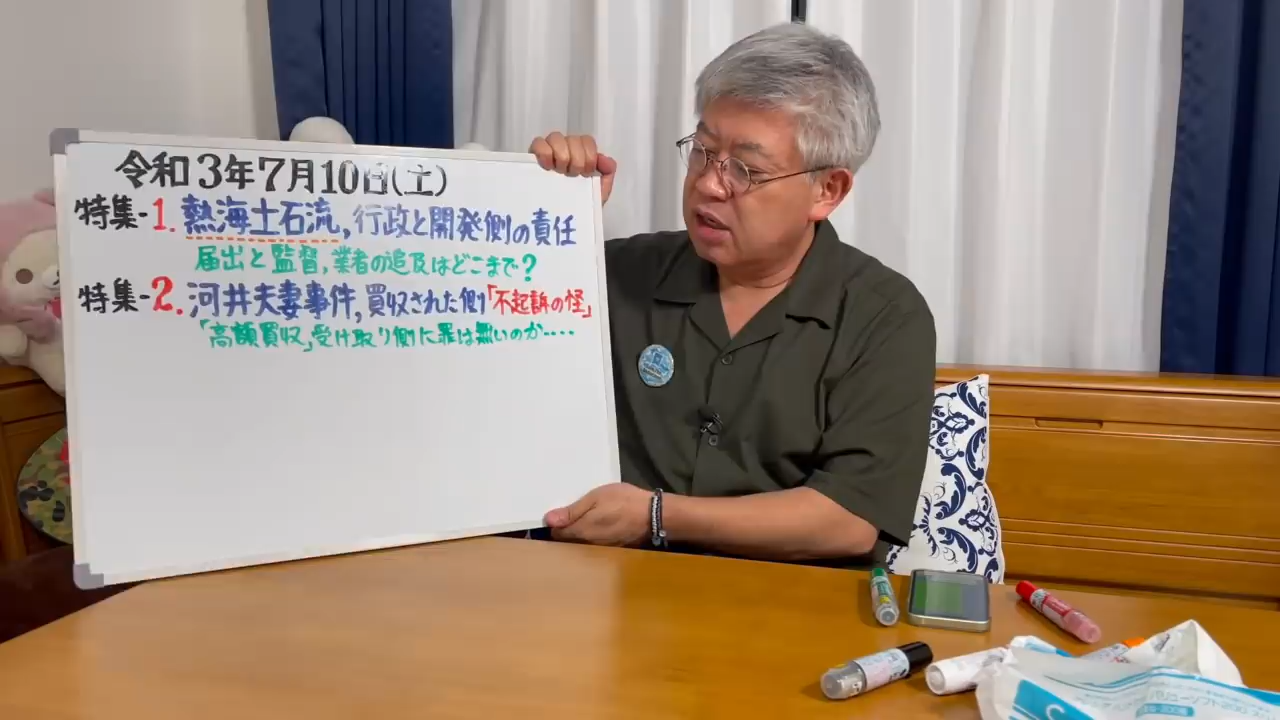 令和3年7月10日(土)
特集-1.熱海土石流,行政と開発側の責任
届出と監督,業者の追及はどこまで?
特集-2.河井夫妻事件,買収された側「不起訴の怪」
「高額買収」受け取り側に罪は無いのか····